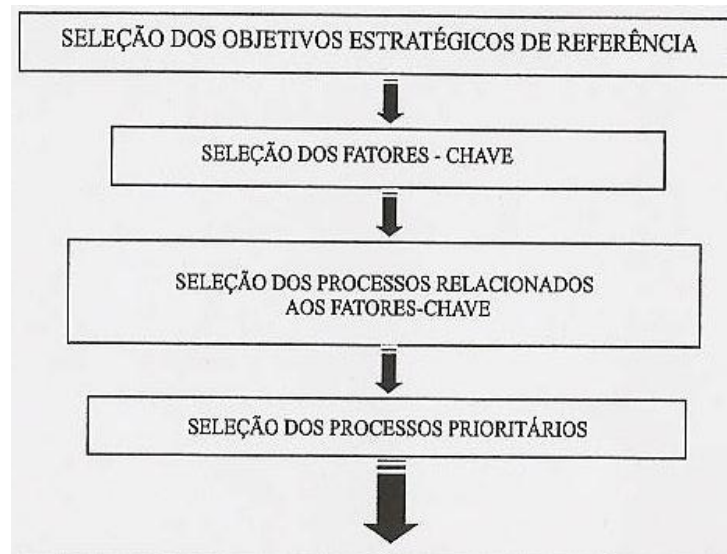 SELEÇÃO DOS OBJETIVOS ESTRATÉGICOS DE REFERÊNCIA
SELEÇÃO DOS FATORES - CHAVE
SELEÇÃO DOS PROCESSOS RELACIONADOS
AOS FATORES-CHAVE
SELEÇÃO DOS PROCESSOS PRIORITÁRIOS